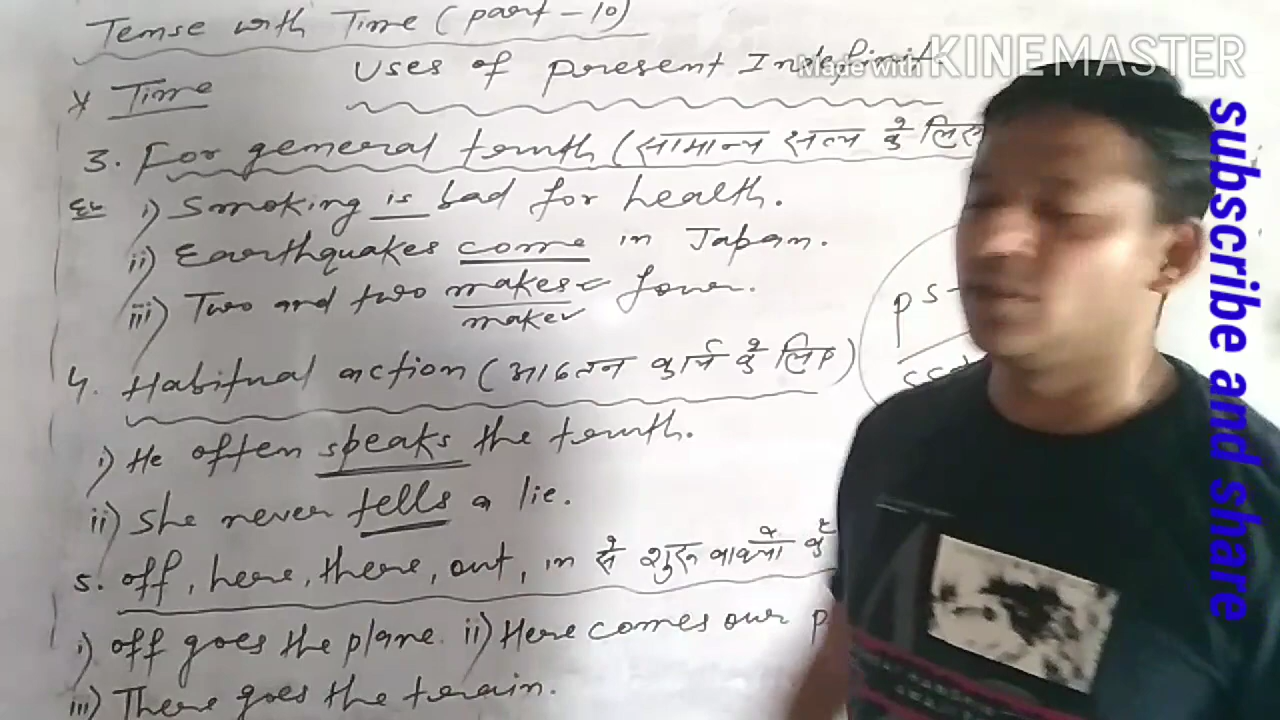 Tense with Time (part-10)
Uses of present Indefinit
Made with KINEMASTER
* Time
3. For general truth (सामान्य सत्य के लिए
Ex i) Smoking is bad for health.
ii) Earthquakes come in Japan.
iii) Two and two makes four.
make
4. Habitual action (आदतन कार्य के लिए)
i) He often speaks the truth.
ii) She never tells a lie.
5. off, here, there, out, in से शुरू वाक्यों में
i) off goes the plane. ii) Here comes our p
iii) There goes the train.
subscribe and share